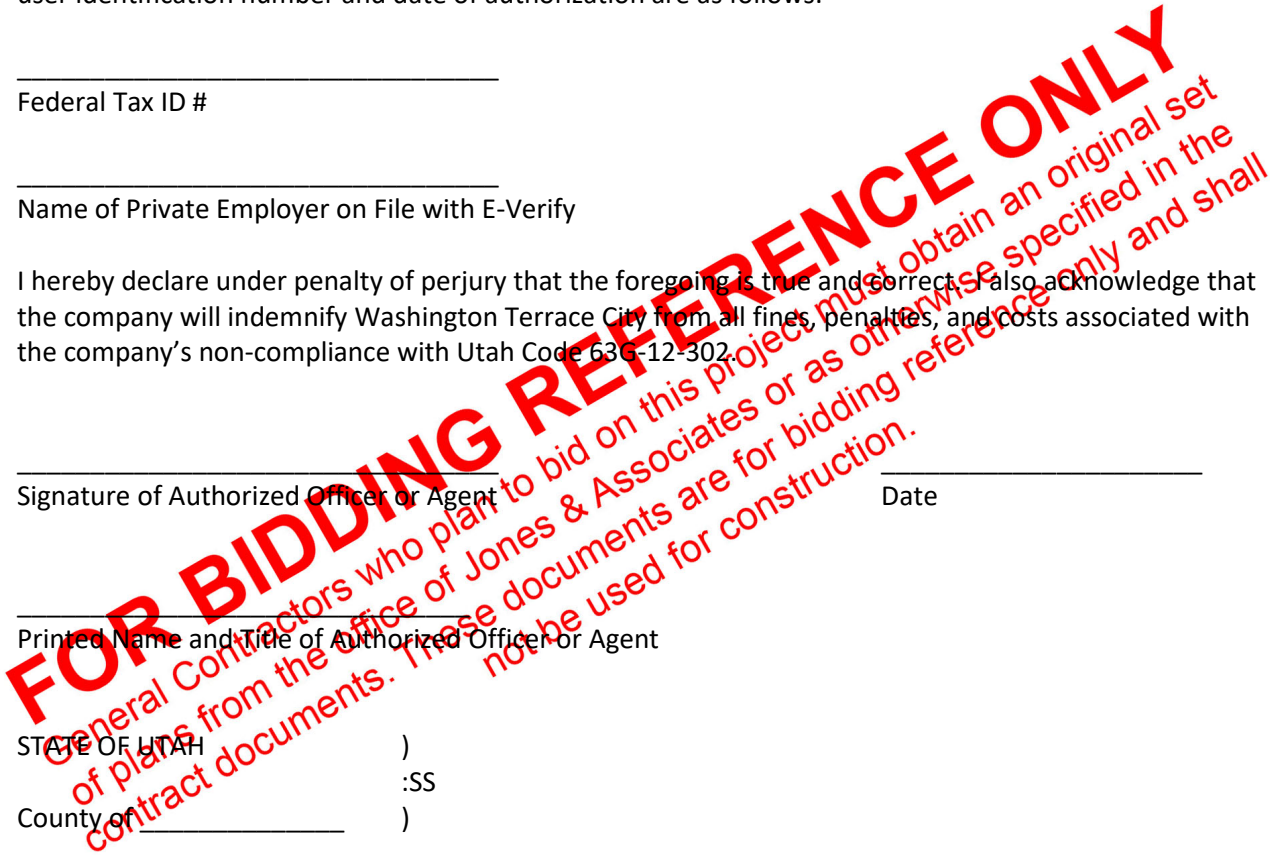 user identification number and date of authorization are as follows:
_________________________________
Federal Tax ID #
_________________________________
Name of Private Employer on File with E-Verify
I hereby declare under penalty of perjury that the foregoing is true and correct. I also acknowledge that
the company will indemnify Washington Terrace City from all fines, penalties, and costs associated with
the company’s non-compliance with Utah Code 63G-12-302.
_________________________________ ______________________
Signature of Authorized Officer or Agent Date
_______________________________
Printed Name and Title of Authorized Officer or Agent
STATE OF UTAH )
:SS
County of ______________ )
FOR BIDDING REFERENCE ONLY
General Contractors who plan to bid on this project must obtain an original set
of plans from the office of Jones & Associates or as otherwise specified in the
contract documents. These documents are for bidding reference only and shall
not be used for construction.